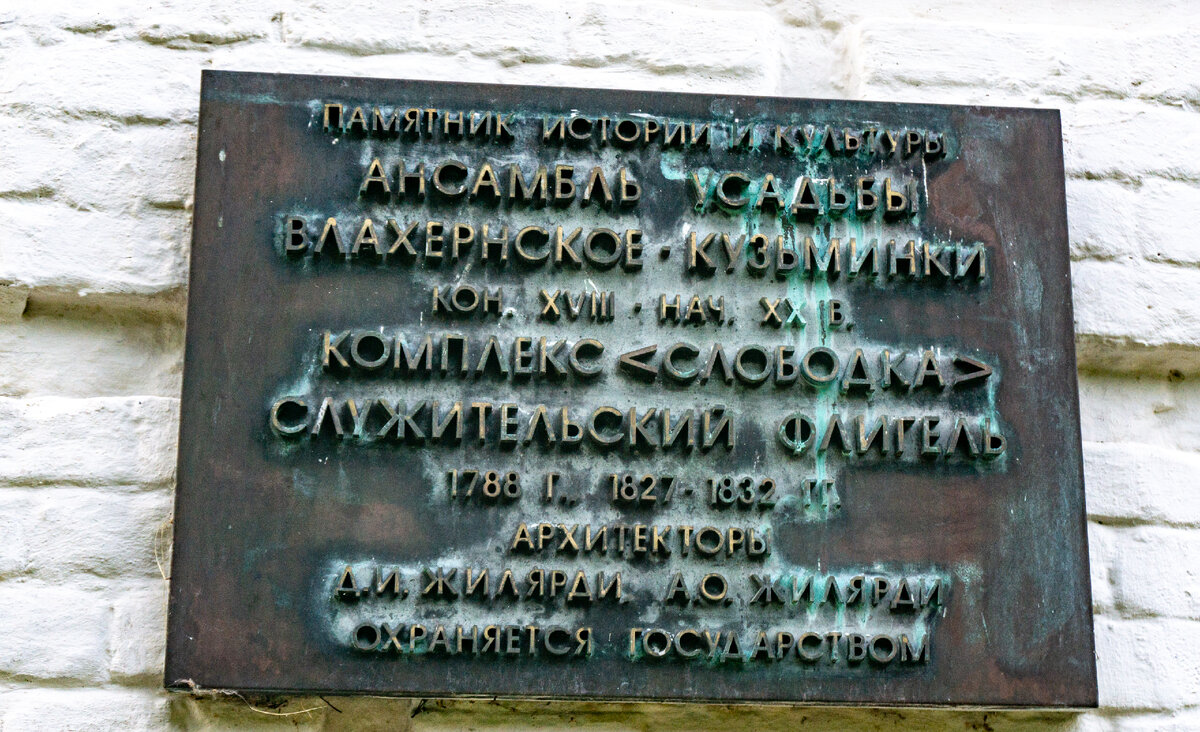 Памятник истории и культуры
Ансамбль усадьбы
Влахернское · Кузьминки
кон. XVIII · нач. XX в.
Комплекс <Слободка>
Служительский флигель
1788 г., 1827-1832 гг.
Архитекторы
Д.И. Жилярди, А.О. Жилярди
Охраняется государством